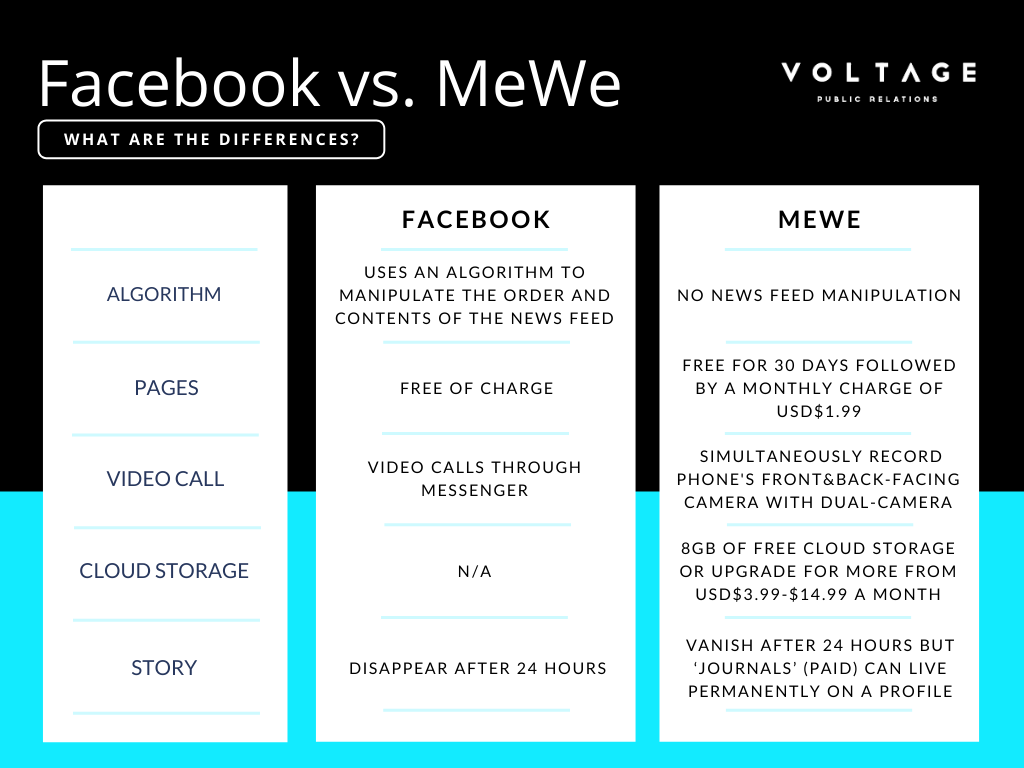 Facebook vs. MeWe
VOLTAGE
PUBLIC RELATIONS
WHAT ARE THE DIFFERENCES?
FACEBOOK
MEWE
ALGORITHM
USES AN ALGORITHM TO
MANIPULATE THE ORDER AND
CONTENTS OF THE NEWS FEED
NO NEWS FEED MANIPULATION
PAGES
FREE OF CHARGE
FREE FOR 30 DAYS FOLLOWED
BY A MONTHLY CHARGE OF
USD$1.99
VIDEO CALL
VIDEO CALLS THROUGH
MESSENGER
SIMULTANEOUSLY RECORD
PHONE'S FRONT&BACK-FACING
CAMERA WITH DUAL-CAMERA
CLOUD STORAGE
N/A
8GB OF FREE CLOUD STORAGE
OR UPGRADE FOR MORE FROM
USD$3.99-$14.99 A MONTH
STORY
DISAPPEAR AFTER 24 HOURS
VANISH AFTER 24 HOURS BUT
‘JOURNALS’ (PAID) CAN LIVE
PERMANENTLY ON A PROFILE